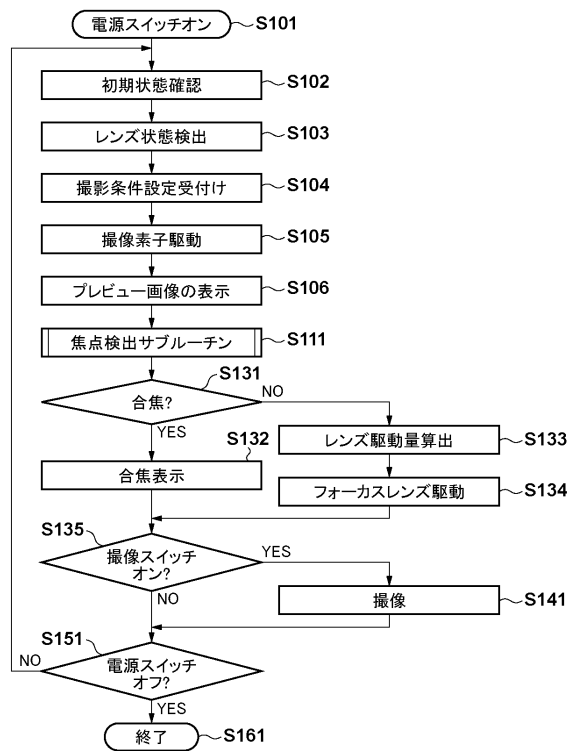 電源スイッチオン S101
初期状態確認 S102
レンズ状態検出 S103
撮影条件設定受付け S104
撮像素子駆動 S105
プレビュー画像の表示 S106
焦点検出サブルーチン S111
S131
合焦?
NO
YES
S132
合焦表示
レンズ駆動量算出 S133
フォーカスレンズ駆動 S134
S135
撮像スイッチ
オン?
YES
NO
撮像 S141
S151
電源スイッチ
オフ?
NO
YES
終了 S161